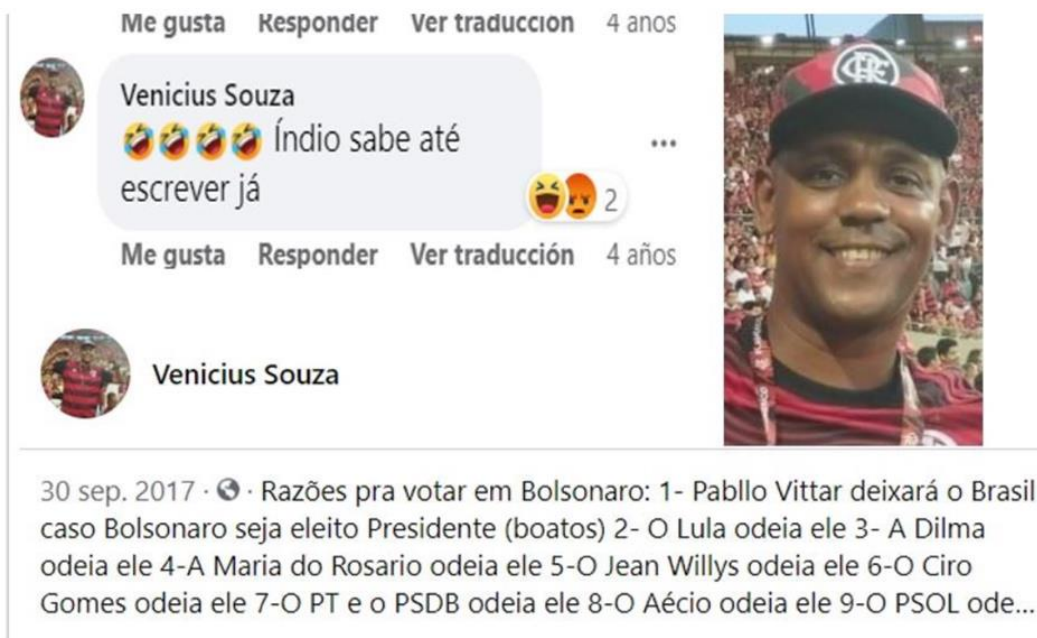 Me gusta Responder Ver traducción 4 años
Venicius Souza
🤣🤣🤣🤣 Índio sabe até
escrever já
2
Me gusta Responder Ver traducción 4 años
Venicius Souza
30 sep. 2017 · Razões pra votar em Bolsonaro: 1- Pabllo Vittar deixará o Brasil
caso Bolsonaro seja eleito Presidente (boatos) 2- O Lula odeia ele 3- A Dilma
odeia ele 4-A Maria do Rosario odeia ele 5-O Jean Willys odeia ele 6-O Ciro
Gomes odeia ele 7-O PT e o PSDB odeia ele 8-O Aécio odeia ele 9-O PSOL ode...